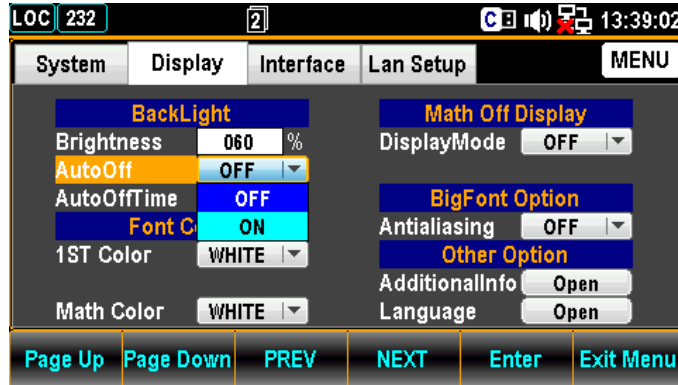 LOC 232 2 C 13:39:02
System Display Interface Lan Setup MENU
BackLight
Brightness 060 %
AutoOff OFF
AutoOffTime OFF
ON
1ST Color WHITE
Math Color WHITE
Math Off Display
DisplayMode OFF
BigFont Option
Antialiasing OFF
Other Option
AdditionalInfo Open
Language Open
Page Up Page Down PREV NEXT Enter Exit Menu